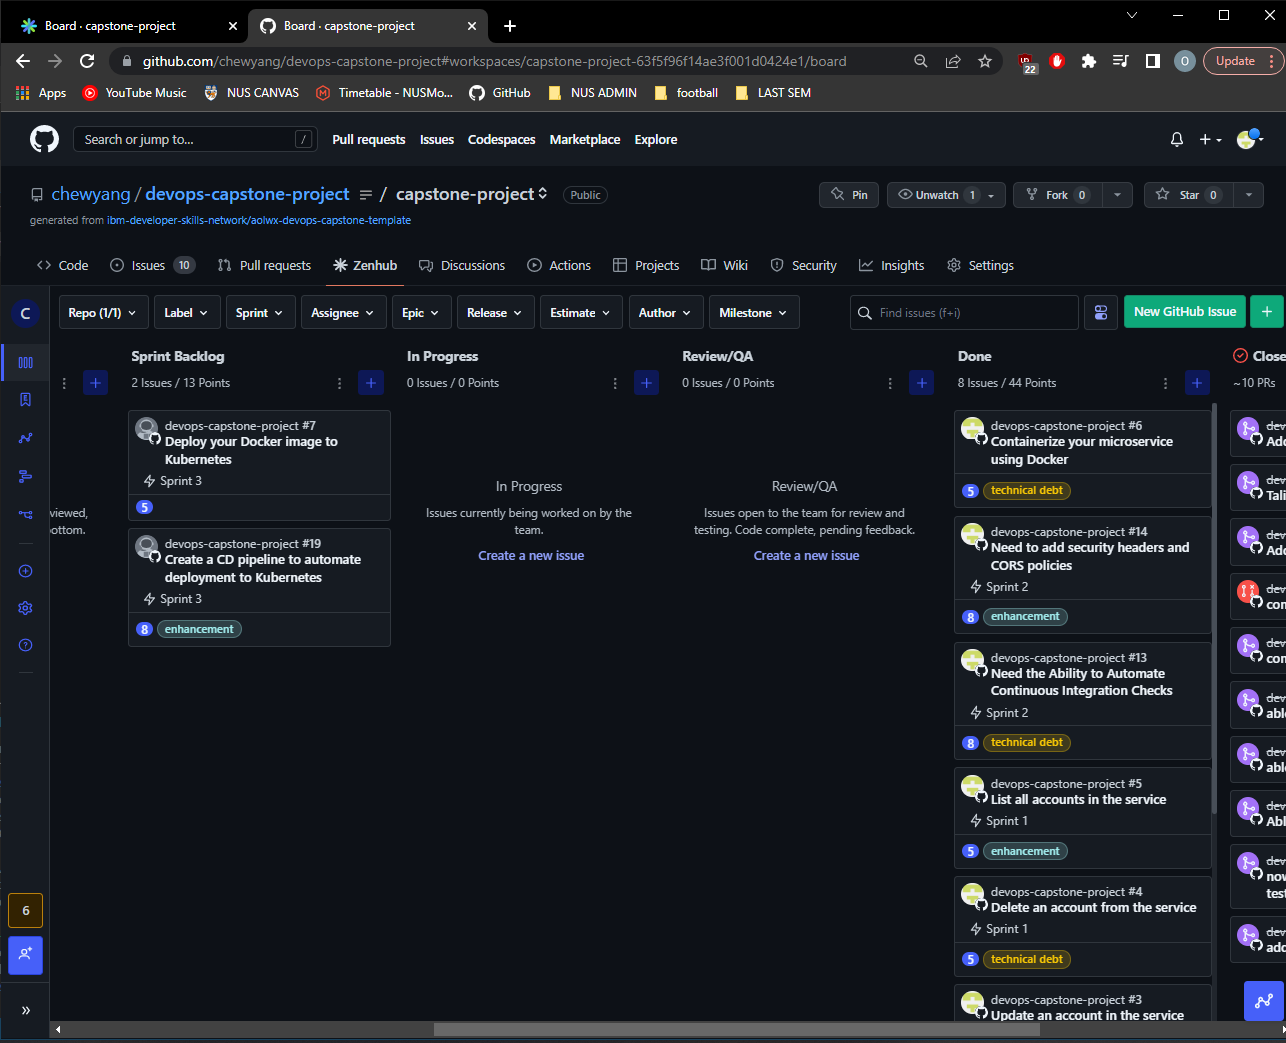 Board · capstone-project
Board · capstone-project
github.com/chewyang/devops-capstone-project#workspaces/capstone-project-63f5f96f14ae3f001d0424e1/board
22
O
Update
Apps
YouTube Music
NUS CANVAS
Timetable - NUSMo...
GitHub
NUS ADMIN
football
LAST SEM
Search or jump to...
/
Pull requests
Issues
Codespaces
Marketplace
Explore
chewyang / devops-capstone-project / capstone-project
Public
Pin
Unwatch 1
Fork 0
Star 0
generated from ibm-developer-skills-network/aolwx-devops-capstone-template
Code
Issues 10
Pull requests
Zenhub
Discussions
Actions
Projects
Wiki
Security
Insights
Settings
C
Repo (1/1)
Label
Sprint
Assignee
Epic
Release
Estimate
Author
Milestone
Find issues (f+i)
New GitHub Issue
viewed,
ottom.
Sprint Backlog
2 Issues / 13 Points
devops-capstone-project #7
Deploy your Docker image to
Kubernetes
Sprint 3
5
devops-capstone-project #19
Create a CD pipeline to automate
deployment to Kubernetes
Sprint 3
8 enhancement
In Progress
0 Issues / 0 Points
In Progress
Issues currently being worked on by the
team.
Create a new issue
Review/QA
0 Issues / 0 Points
Review/QA
Issues open to the team for review and
testing. Code complete, pending feedback.
Create a new issue
Done
8 Issues / 44 Points
devops-capstone-project #6
Containerize your microservice
using Docker
5 technical debt
devops-capstone-project #14
Need to add security headers and
CORS policies
Sprint 2
8 enhancement
devops-capstone-project #13
Need the Ability to Automate
Continuous Integration Checks
Sprint 2
8 technical debt
devops-capstone-project #5
List all accounts in the service
Sprint 1
5 enhancement
devops-capstone-project #4
Delete an account from the service
Sprint 1
5 technical debt
devops-capstone-project #3
Update an account in the service
Close
~10 PRs
dev
Add
dev
Tali
dev
Add
dev
con
dev
con
dev
able
dev
able
dev
Abl
dev
now
test
dev
add
6